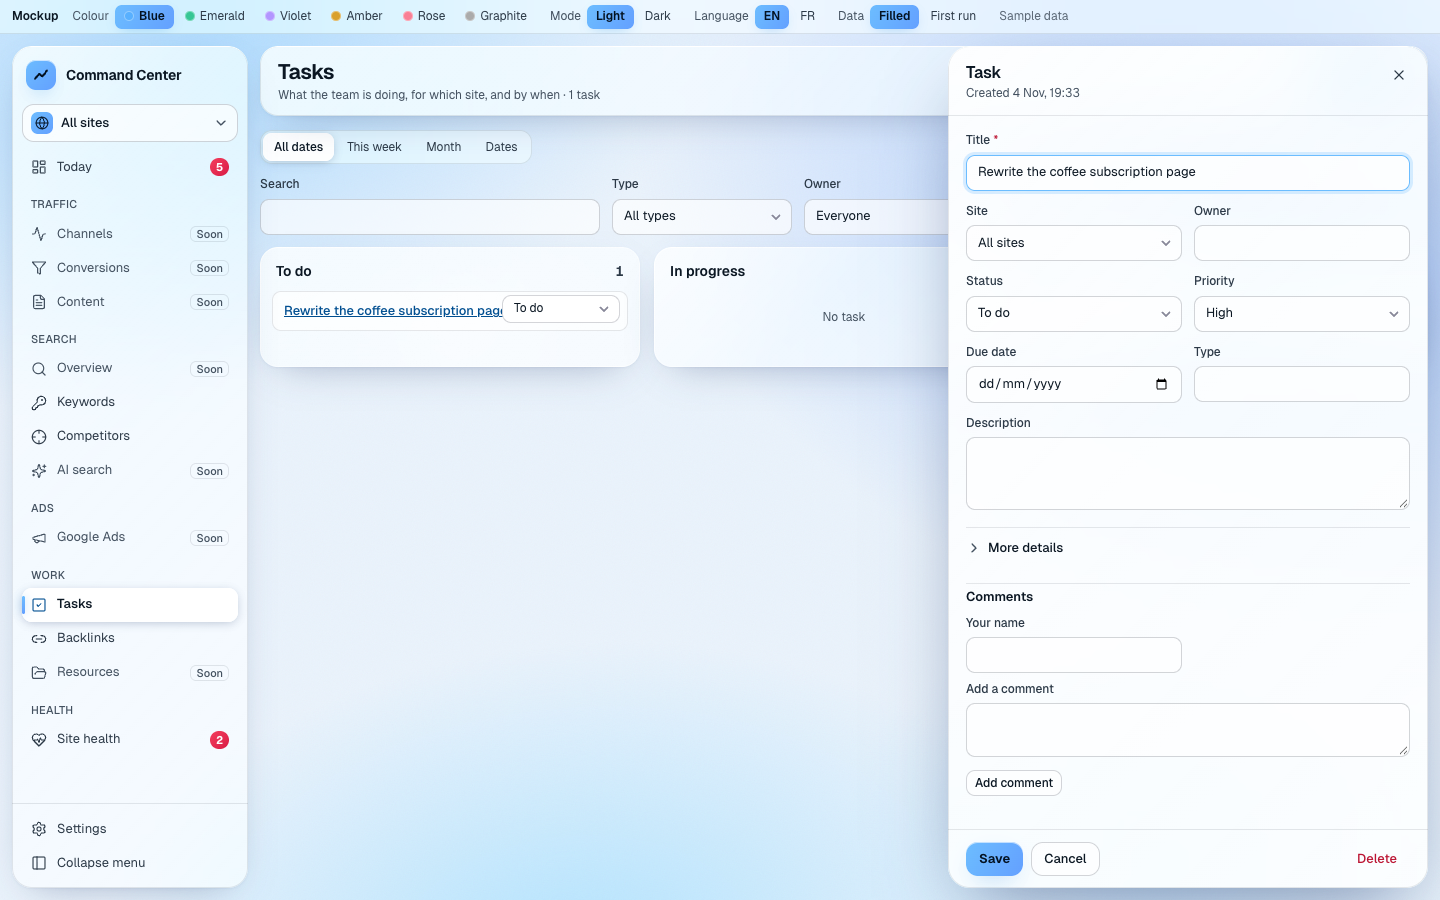 Mockup Colour Blue Emerald Violet Amber Rose Graphite Mode Light Dark Language EN FR Data Filled First run Sample data
Command Center
All sites
Today 5
TRAFFIC
Channels Soon
Conversions Soon
Content Soon
SEARCH
Overview Soon
Keywords
Competitors
AI search Soon
ADS
Google Ads Soon
WORK
Tasks
Backlinks
Resources Soon
HEALTH
Site health 2
Settings
Collapse menu
Tasks
What the team is doing, for which site, and by when · 1 task
All dates This week Month Dates
Search Type Owner
All types Everyone
To do 1
Rewrite the coffee subscription page To do
In progress
No task
Task
Created 4 Nov, 19:33
Title *
Rewrite the coffee subscription page
Site Owner
All sites
Status Priority
To do High
Due date Type
dd/mm/yyyy
Description
More details
Comments
Your name
Add a comment
Add comment
Save Cancel Delete